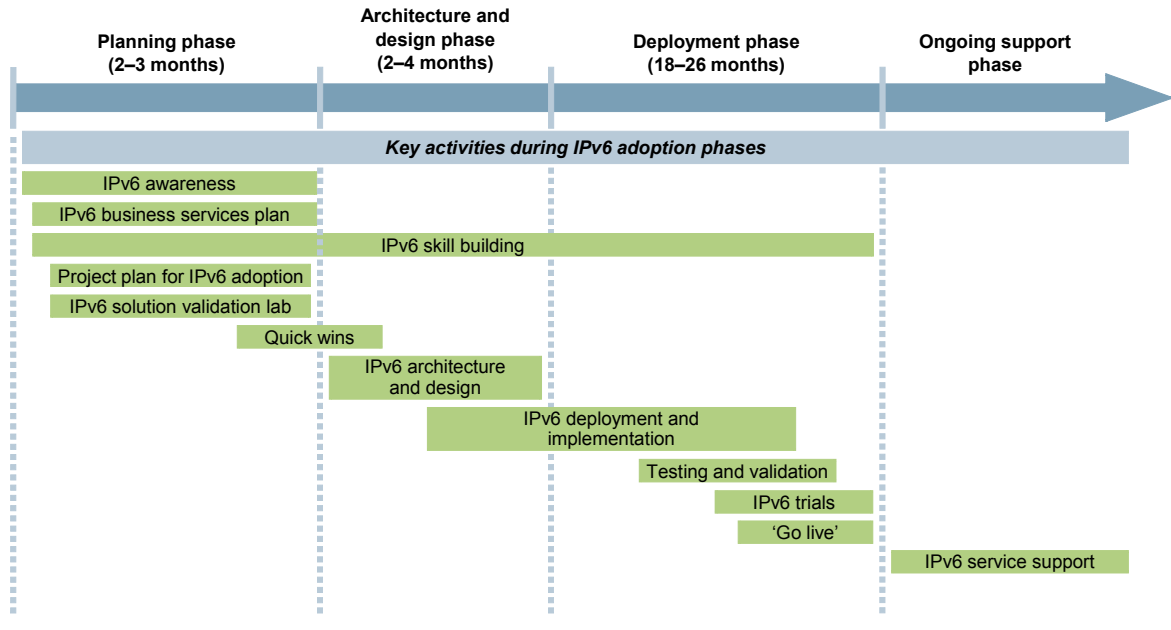 Planning phase
(2–3 months)
Architecture and
design phase
(2–4 months)
Deployment phase
(18–26 months)
Ongoing support
phase
Key activities during IPv6 adoption phases
IPv6 awareness
IPv6 business services plan
IPv6 skill building
Project plan for IPv6 adoption
IPv6 solution validation lab
Quick wins
IPv6 architecture
and design
IPv6 deployment and
implementation
Testing and validation
IPv6 trials
‘Go live’
IPv6 service support